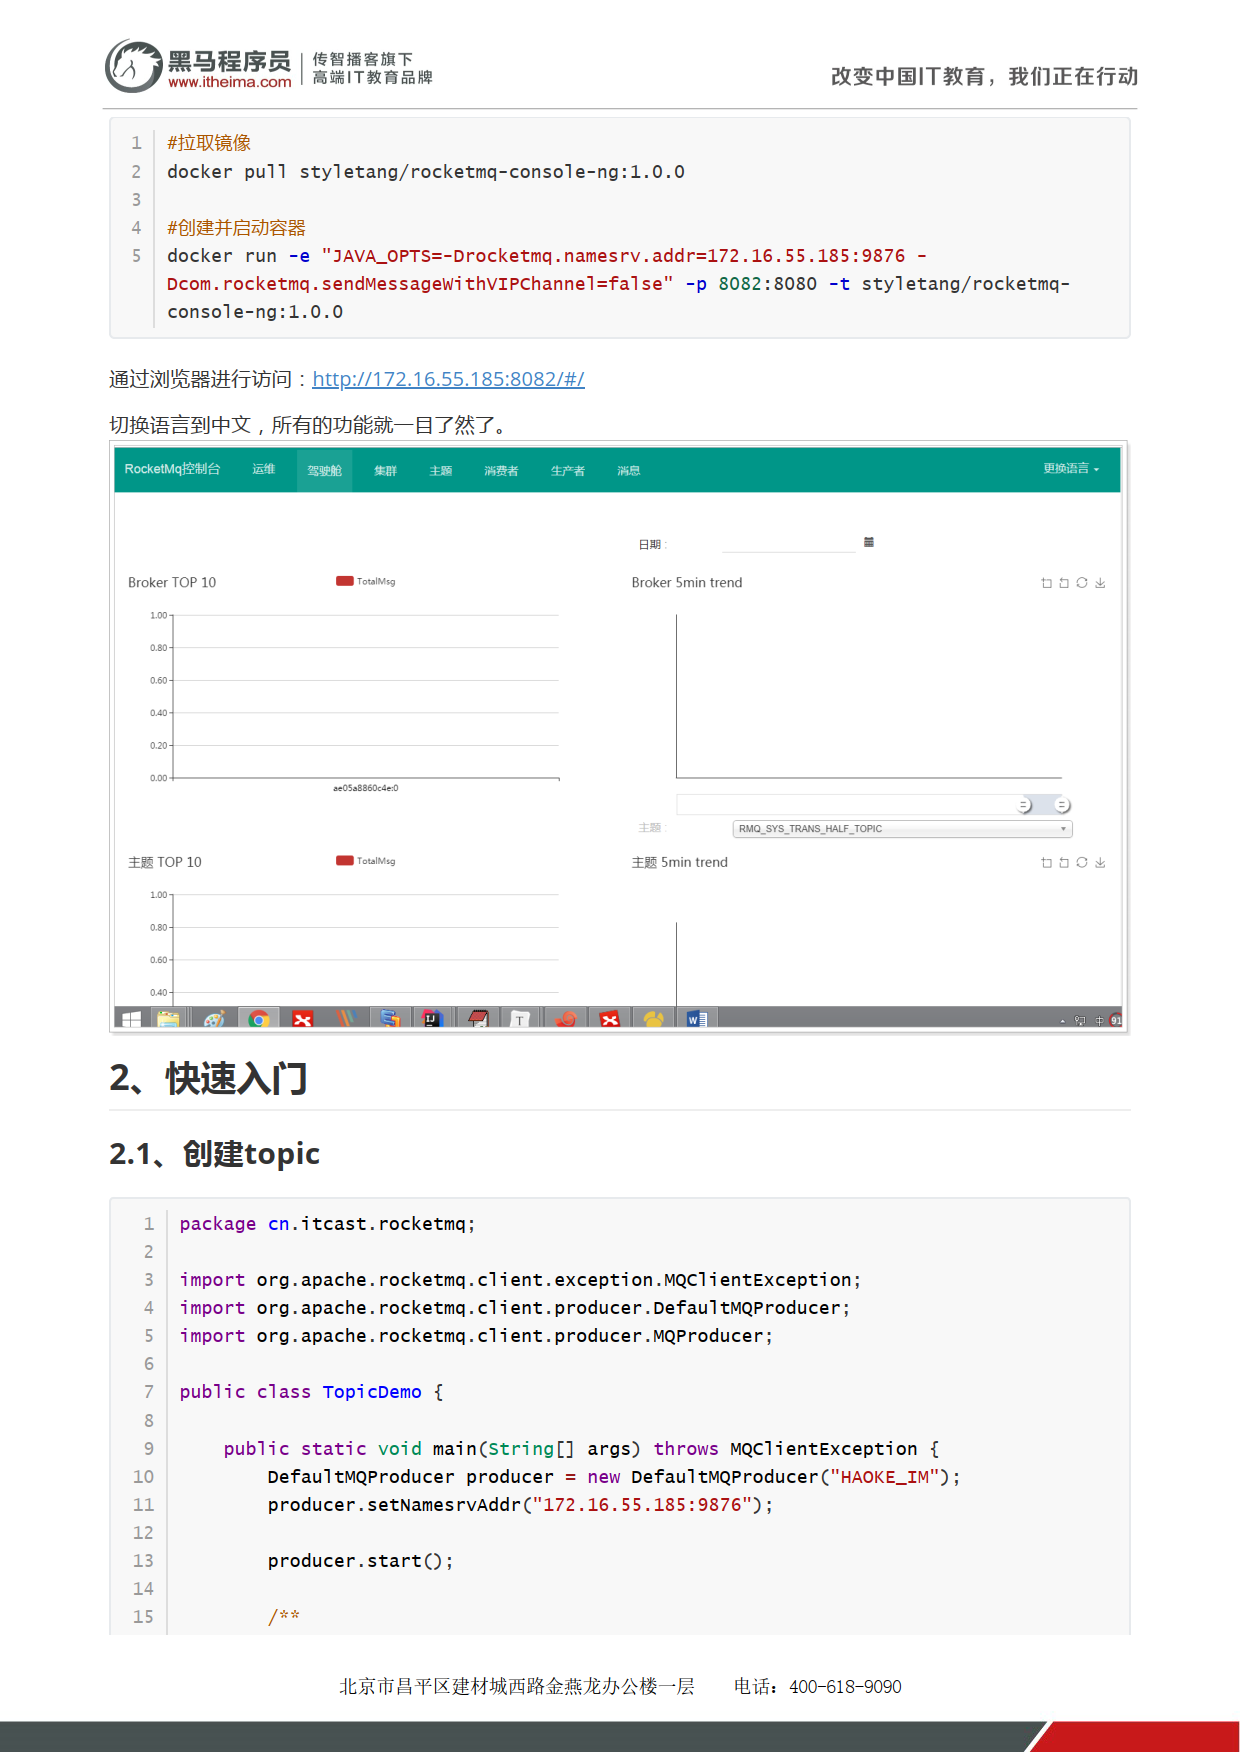 黑马程序员
www.itheima.com
传智播客旗下
高端IT教育品牌
改变中国IT教育，我们正在行动
1 #拉取镜像
2 docker pull styletang/rocketmq-console-ng:1.0.0
3
4 #创建并启动容器
5 docker run -e "JAVA_OPTS=-Drocketmq.namesrv.addr=172.16.55.185:9876 -
Dcom.rocketmq.sendMessageWithVIPChannel=false" -p 8082:8080 -t styletang/rocketmq-
console-ng:1.0.0
通过浏览器进行访问：http://172.16.55.185:8082/#/
切换语言到中文，所有的功能就一目了然了。
RocketMq控制台 运维 驾驶舱 集群 主题 消费者 生产者 消息 更换语言
日期：
Broker TOP 10 TotalMsg Broker 5min trend
1.00
0.80
0.60
0.40
0.20
0.00
ae05a8860c4e:0
主题： RMQ_SYS_TRANS_HALF_TOPIC
主题 TOP 10 TotalMsg 主题 5min trend
1.00
0.80
0.60
0.40
中 91
2、快速入门
2.1、创建topic
1 package cn.itcast.rocketmq;
2
3 import org.apache.rocketmq.client.exception.MQClientException;
4 import org.apache.rocketmq.client.producer.DefaultMQProducer;
5 import org.apache.rocketmq.client.producer.MQProducer;
6
7 public class TopicDemo {
8
9 public static void main(String[] args) throws MQClientException {
10 DefaultMQProducer producer = new DefaultMQProducer("HAOKE_IM");
11 producer.setNamesrvAddr("172.16.55.185:9876");
12
13 producer.start();
14
15 /**
北京市昌平区建材城西路金燕龙办公楼一层 电话：400-618-9090